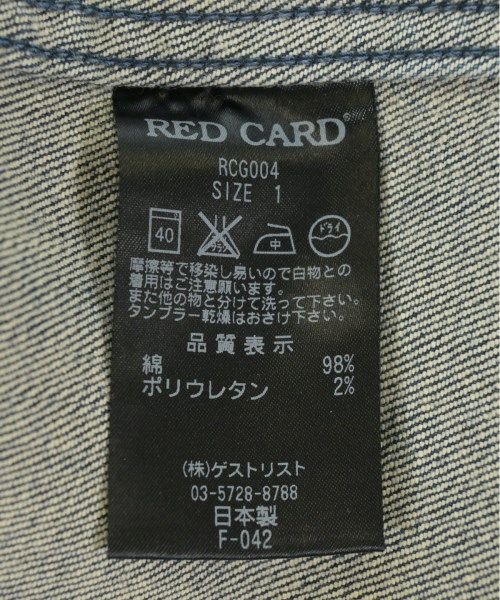 RED CARD®
RCG004
SIZE 1
40 中 ドライ
摩擦等で移染し易いので白物との
着用はご注意願います。
また他の物と分けて洗って下さい。
タンブラー乾燥はおさけ下さい。
品質表示
綿 98%
ポリウレタン 2%
(株)ゲストリスト
03-5728-8788
日本製
F-042